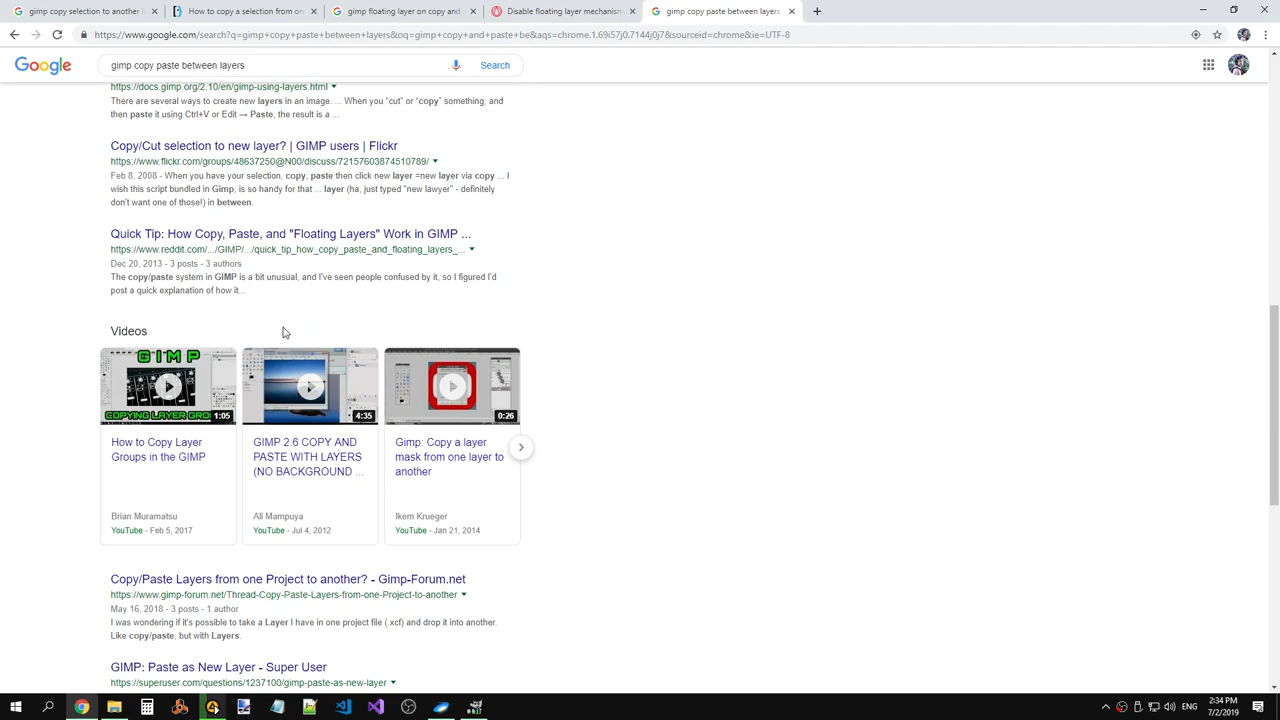 gimp copy selection to another l
How to copy a selection from one
gimp floating layer on copy and
Disable floating layer mechanism
gimp copy paste between layers
https://www.google.com/search?q=gimp+copy+paste+between+layers&oq=gimp+copy+and+paste+be&aqs=chrome.1.69i57j0.7144j0j7&sourceid=chrome&ie=UTF-8
Google
gimp copy paste between layers
Search
https://docs.gimp.org/2.10/en/gimp-using-layers.html
There are several ways to create new layers in an image. ... When you “cut” or “copy” something, and
then paste it using Ctrl+V or Edit → Paste, the result is a ...
Copy/Cut selection to new layer? | GIMP users | Flickr
https://www.flickr.com/groups/48637250@N00/discuss/72157603874510789/
Feb 8, 2008 - When you have your selection, copy, paste then click new layer =new layer via copy ... I
wish this script bundled in Gimp, is so handy for that ... layer (ha, just typed "new lawyer" - definitely
don't want one of those!) in between.
Quick Tip: How Copy, Paste, and "Floating Layers" Work in GIMP ...
https://www.reddit.com/.../GIMP/.../quick_tip_how_copy_paste_and_floating_layers_...
Dec 20, 2013 - 3 posts - 3 authors
The copy/paste system in GIMP is a bit unusual, and I've seen people confused by it, so I figured I'd
post a quick explanation of how it...
Videos
GIMP
COPYING LAYER GROU
1:05
4:35
0:26
How to Copy Layer
Groups in the GIMP
Brian Muramatsu
YouTube - Feb 5, 2017
GIMP 2.6 COPY AND
PASTE WITH LAYERS
(NO BACKGROUND ...
Ali Mampuya
YouTube - Jul 4, 2012
Gimp: Copy a layer
mask from one layer to
another
Ikem Krueger
YouTube - Jan 21, 2014
Copy/Paste Layers from one Project to another? - Gimp-Forum.net
https://www.gimp-forum.net/Thread-Copy-Paste-Layers-from-one-Project-to-another
May 16, 2018 - 3 posts - 1 author
I was wondering if it's possible to take a Layer I have in one project file (.xcf) and drop it into another.
Like copy/paste, but with Layers.
GIMP: Paste as New Layer - Super User
https://superuser.com/questions/1237100/gimp-paste-as-new-layer
ENG
2:34 PM
7/2/2019